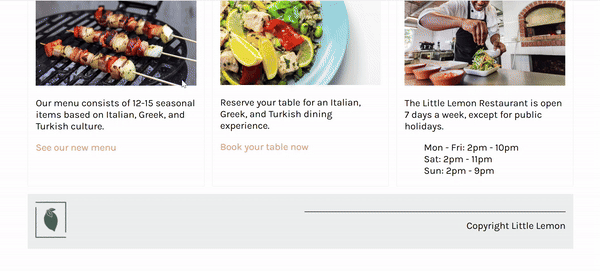 Our menu consists of 12-15 seasonal
items based on Italian, Greek, and
Turkish culture.
See our new menu
Reserve your table for an Italian,
Greek, and Turkish dining
experience.
Book your table now
The Little Lemon Restaurant is open
7 days a week, except for public
holidays.
Mon - Fri: 2pm - 10pm
Sat: 2pm - 11pm
Sun: 2pm - 9pm
Copyright Little Lemon